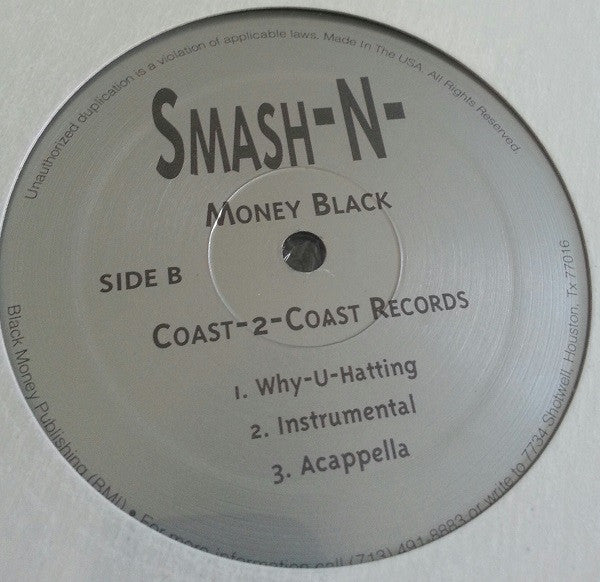 Unauthorized duplication is a violation of applicable laws. Made In The USA. All Rights Reserved.
SMASH-N-
MONEY BLACK
SIDE B
COAST-2-COAST RECORDS
1. Why-U-Hatting
2. Instrumental
3. Acappella
Black Money Publishing (BMI) • For more information call (713) 491-8883 or write to 7734 Shotwell, Houston, Tx 77016